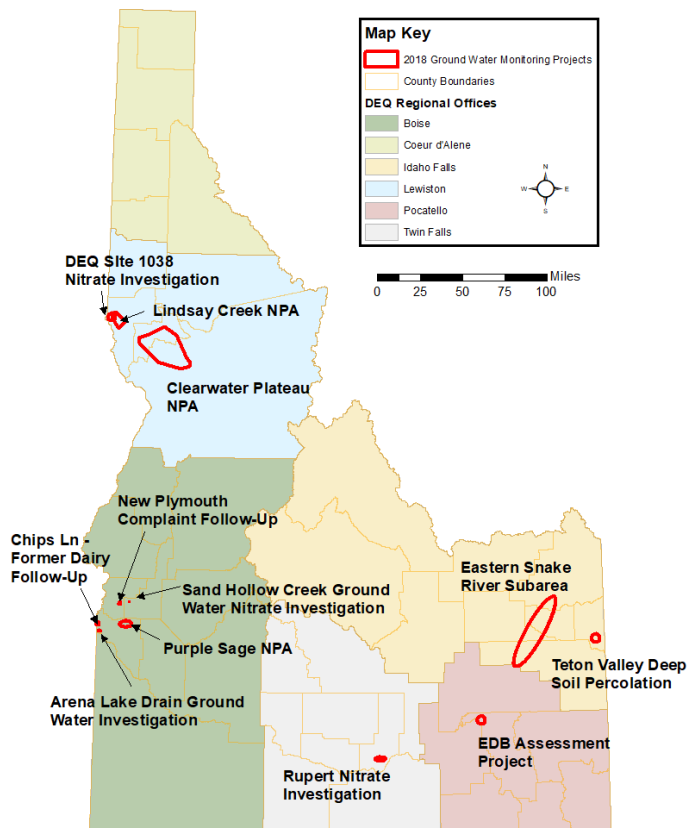 Map Key
2018 Ground Water Monitoring Projects
County Boundaries
DEQ Regional Offices
Boise
Coeur d'Alene
Idaho Falls
Lewiston
Pocatello
Twin Falls
N
W
E
S
Miles
0 25 50 75 100
DEQ SIte 1038
Nitrate Investigation
Lindsay Creek NPA
Clearwater Plateau
NPA
New Plymouth
Complaint Follow-Up
Chips Ln -
Former Dairy
Follow-Up
Sand Hollow Creek Ground
Water Nitrate Investigation
Purple Sage NPA
Arena Lake Drain Ground
Water Investigation
Eastern Snake
River Subarea
Teton Valley Deep
Soil Percolation
EDB Assessment
Project
Rupert Nitrate
Investigation